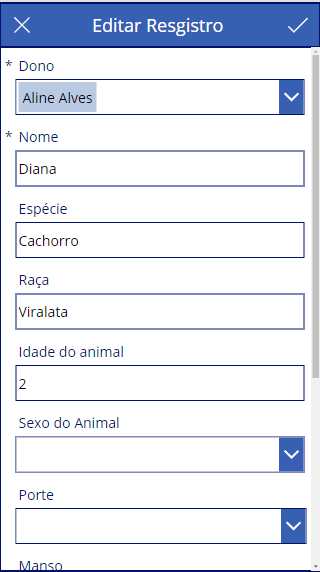 Editar Resgistro
* Dono
Aline Alves
* Nome
Diana
Espécie
Cachorro
Raça
Viralata
Idade do animal
2
Sexo do Animal
Porte
Manso